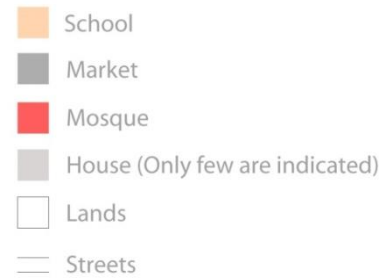 School
Market
Mosque
House (Only few are indicated)
Lands
Streets